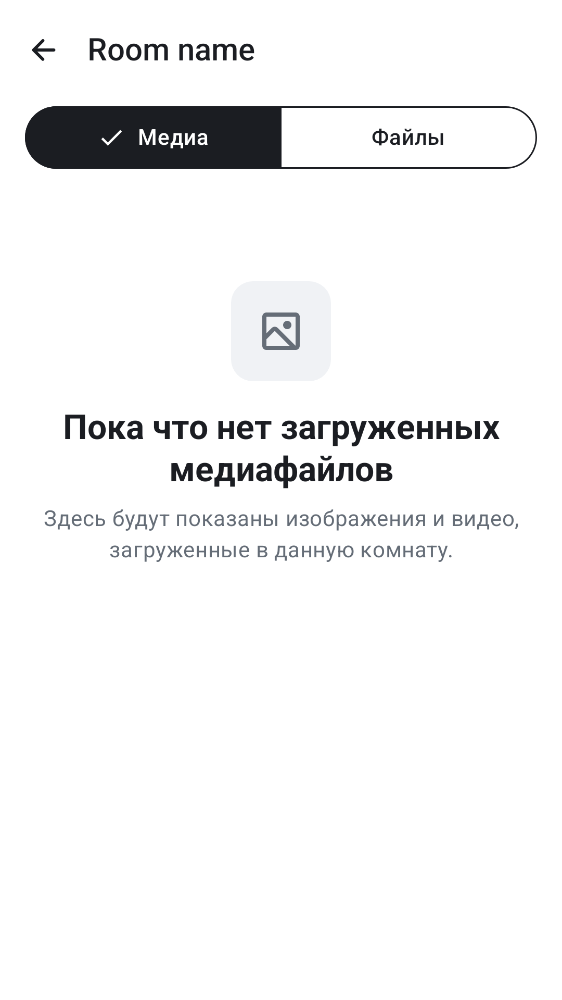 Room name
Медиа
Файлы
Пока что нет загруженных
медиафайлов
Здесь будут показаны изображения и видео,
загруженные в данную комнату.